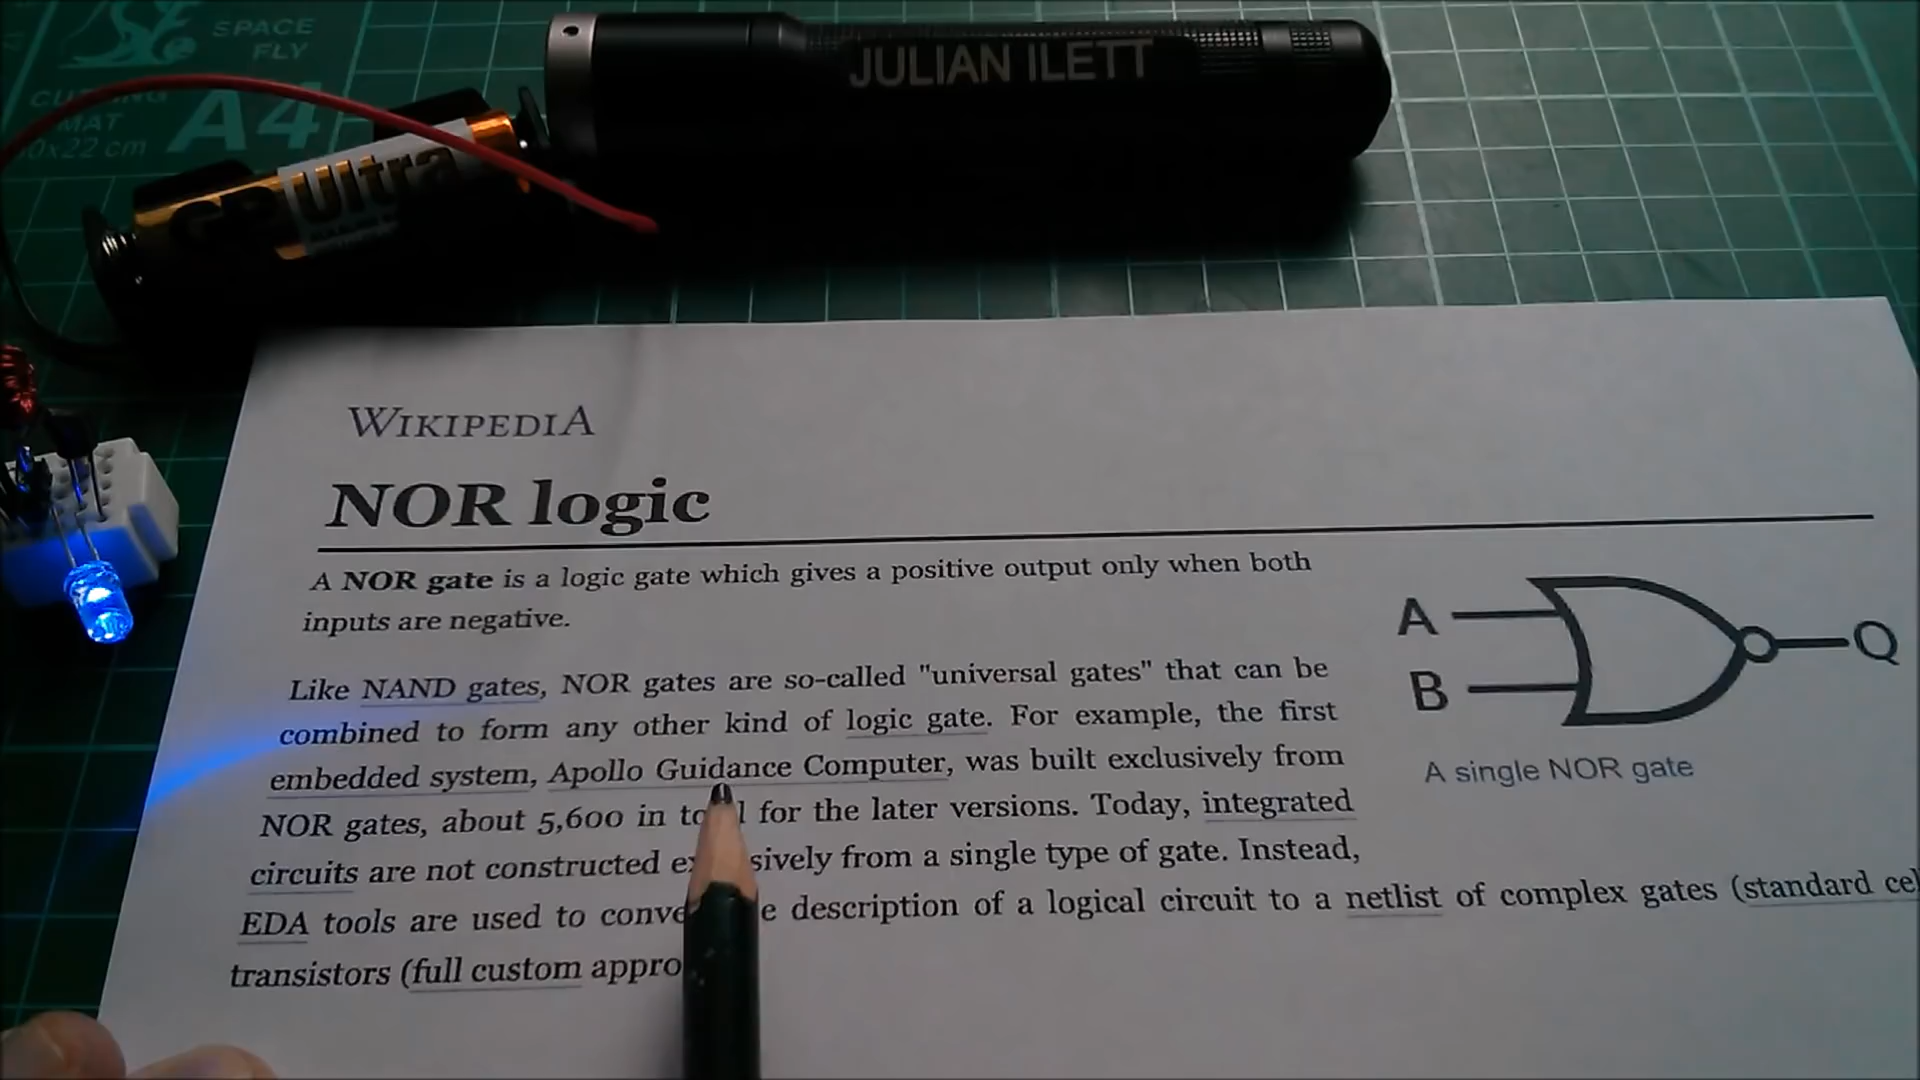 SPACE
FLY
A4
MAT
22 cm
JULIAN ILETT
GP Ultra
WIKIPEDIA
NOR logic
A NOR gate is a logic gate which gives a positive output only when both
inputs are negative.
Like NAND gates, NOR gates are so-called "universal gates" that can be
combined to form any other kind of logic gate. For example, the first
embedded system, Apollo Guidance Computer, was built exclusively from
NOR gates, about 5,600 in for the later versions. Today, integrated
circuits are not constructed from a single type of gate. Instead,
EDA tools are used to description of a logical circuit to a netlist of complex gates (standard
transistors (full custom
A
B
Q
A single NOR gate